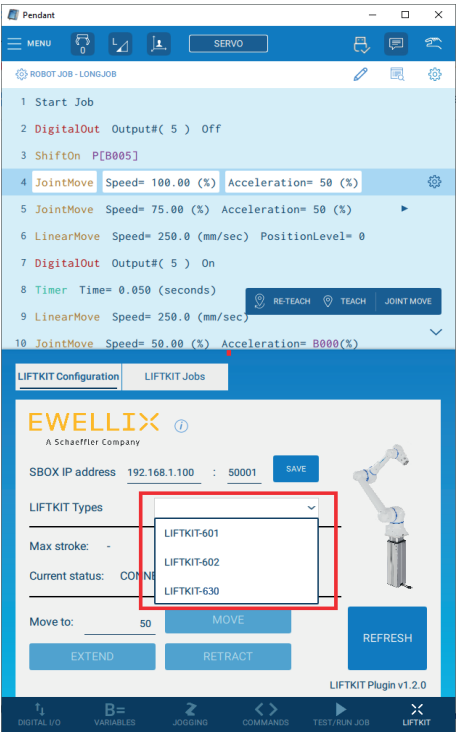 Pendant
MENU 0 L SERVO
ROBOT JOB - LONGJOB
1 Start Job
2 DigitalOut Output#( 5 ) Off
3 ShiftOn P[B005]
4 JointMove Speed= 100.00 (%) Acceleration= 50 (%)
5 JointMove Speed= 75.00 (%) Acceleration= 50 (%)
6 LinearMove Speed= 250.0 (mm/sec) PositionLevel= 0
7 DigitalOut Output#( 5 ) On
8 Timer Time= 0.050 (seconds)
RE-TEACH TEACH JOINT MOVE
9 LinearMove Speed= 250.0 (mm/sec)
10 JointMove Speed= 50.00 (%) Acceleration= B000(%)
LIFTKIT Configuration LIFTKIT Jobs
EWELLIX i
A Schaeffler Company
SBOX IP address 192.168.1.100 : 50001 SAVE
LIFTKIT Types
LIFTKIT-601
LIFTKIT-602
LIFTKIT-630
Max stroke: -
Current status: CONNE
Move to: 50 MOVE
EXTEND RETRACT
REFRESH
LIFTKIT Plugin v1.2.0
B=
DIGITAL I/O VARIABLES JOGGING COMMANDS TEST/RUN JOB LIFTKIT